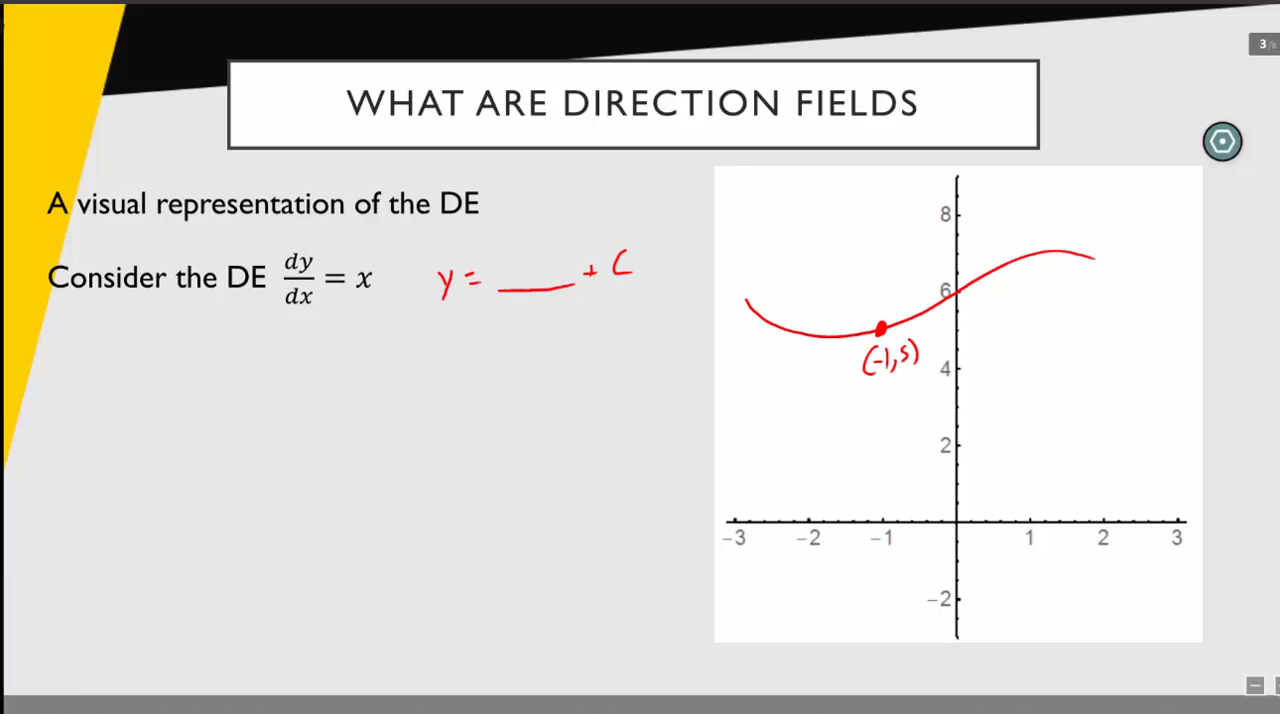 3/8
WHAT ARE DIRECTION FIELDS
A visual representation of the DE
Consider the DE dy/dx = x y = ___ + C
8
6
(-1,5)
4
2
−3 −2 −1 1 2 3
−2